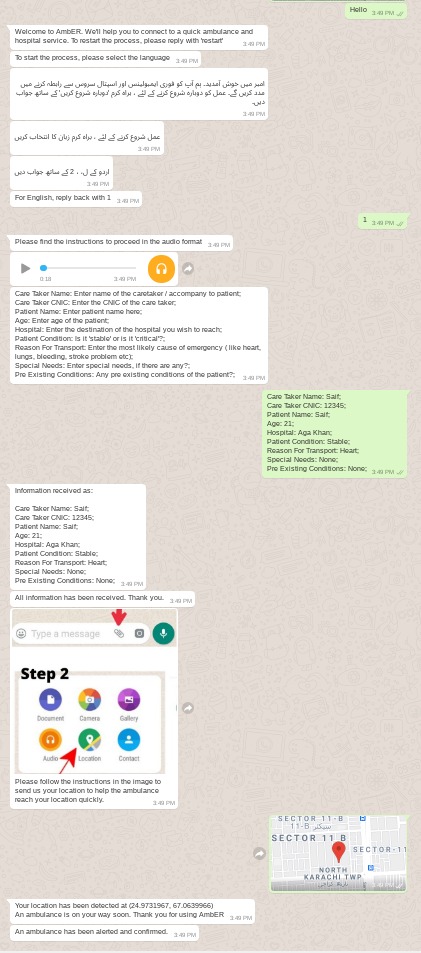 Hello 3:49 PM
Welcome to AmbER. We'll help you to connect to a quick ambulance and
hospital service. To restart the process, please reply with 'restart'
3:49 PM
To start the process, please select the language 3:49 PM
امبر میں خوش آمدید. ہم آپ کو فوری ایمبولینس اور اسپتال سروس سے رابطہ کرنے میں
مدد کریں گے. عمل کو دوبارہ شروع کرنے کے لئے ، براہ کرم 'دوبارہ شروع کریں' کے ساتھ جواب
دیں.
3:49 PM
عمل شروع کرنے کے لئے ، براہ کرم زبان کا انتخاب کریں
3:49 PM
اردو کے ل، ، 2 کے ساتھ جواب دیں
3:49 PM
For English, reply back with 1 3:49 PM
1 3:49 PM
Please find the instructions to proceed in the audio format 3:49 PM
0:18 3:49 PM
Care Taker Name: Enter name of the caretaker / accompany to patient;
Care Taker CNIC: Enter the CNIC of the care taker;
Patient Name: Enter patient name here;
Age: Enter age of the patient;
Hospital: Enter the destination of the hospital you wish to reach;
Patient Condition: Is it 'stable' or is it 'critical'?;
Reason For Transport: Enter the most likely cause of emergency ( like heart,
lungs, bleeding, stroke problem etc);
Special Needs: Enter special needs, if there are any?;
Pre Existing Conditions: Any pre existing conditions of the patient?; 3:49 PM
Care Taker Name: Saif;
Care Taker CNIC: 12345;
Patient Name: Saif;
Age: 21;
Hospital: Aga Khan;
Patient Condition: Stable;
Reason For Transport: Heart;
Special Needs: None;
Pre Existing Conditions: None; 3:49 PM
Information received as:
Care Taker Name: Saif;
Care Taker CNIC: 12345;
Patient Name: Saif;
Age: 21;
Hospital: Aga Khan;
Patient Condition: Stable;
Reason For Transport: Heart;
Special Needs: None;
Pre Existing Conditions: None; 3:49 PM
All information has been received. Thank you. 3:49 PM
Type a message
Step 2
Document Camera Gallery
Audio Location Contact
Please follow the instructions in the image to
send us your location to help the ambulance
reach your location quickly. 3:49 PM
SECTOR 11-B
سیکٹر 11-B
SECTOR 11 B
SECTOR-11
NORTH
KARACHI TWP
3:49 PM
Your location has been detected at (24.9731967, 67.0639966)
An ambulance is on your way soon. Thank you for using AmbER 3:49 PM
An ambulance has been alerted and confirmed. 3:49 PM